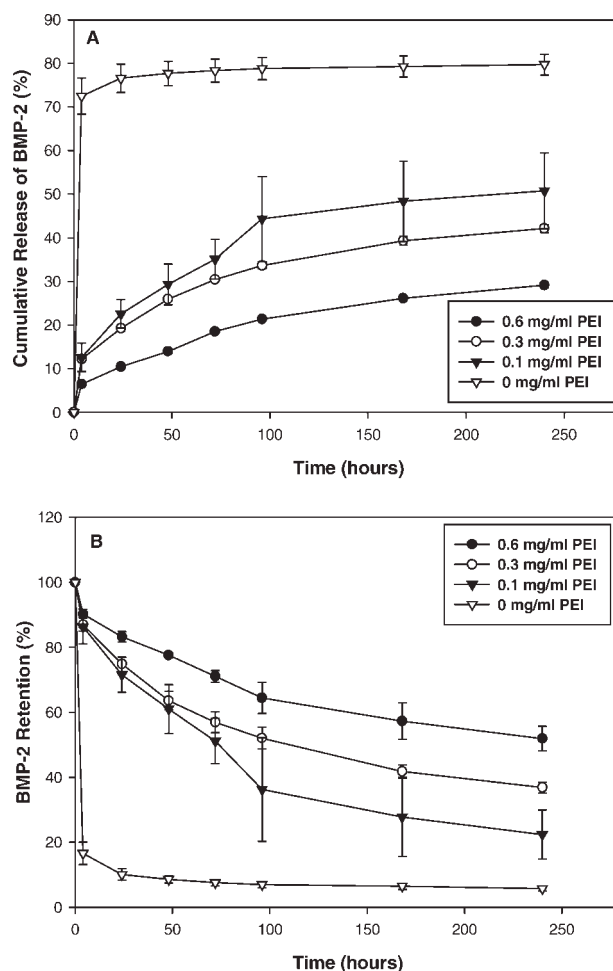 A
Cumulative Release of BMP-2 (%)
90
80
70
60
50
40
30
20
10
0
0.6 mg/ml PEI
0.3 mg/ml PEI
0.1 mg/ml PEI
0 mg/ml PEI
0 50 100 150 200 250
Time (hours)
B
BMP-2 Retention (%)
120
100
80
60
40
20
0
0.6 mg/ml PEI
0.3 mg/ml PEI
0.1 mg/ml PEI
0 mg/ml PEI
0 50 100 150 200 250
Time (hours)